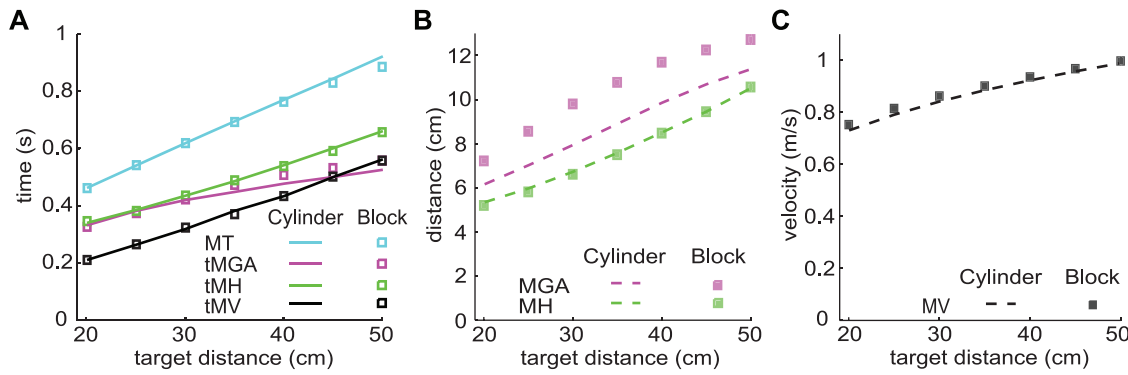 A
time (s)
1
0.8
0.6
0.4
0.2
0
20
30
40
50
target distance (cm)
Cylinder Block
MT
tMGA
tMH
tMV
B
distance (cm)
12
10
8
6
4
2
0
20
30
40
50
target distance (cm)
Cylinder Block
MGA
MH
C
velocity (m/s)
1
0.8
0.6
0.4
0.2
0
20
30
40
50
target distance (cm)
Cylinder Block
MV